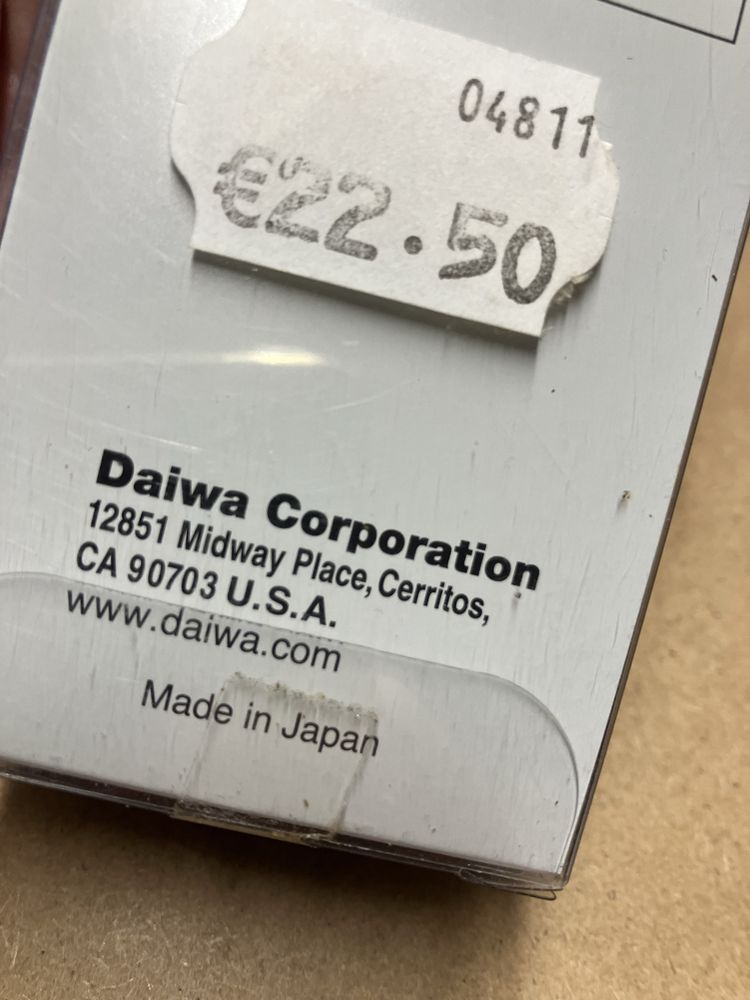 04811
€22.50
Daiwa Corporation
12851 Midway Place, Cerritos,
CA 90703 U.S.A.
www.daiwa.com
Made in Japan